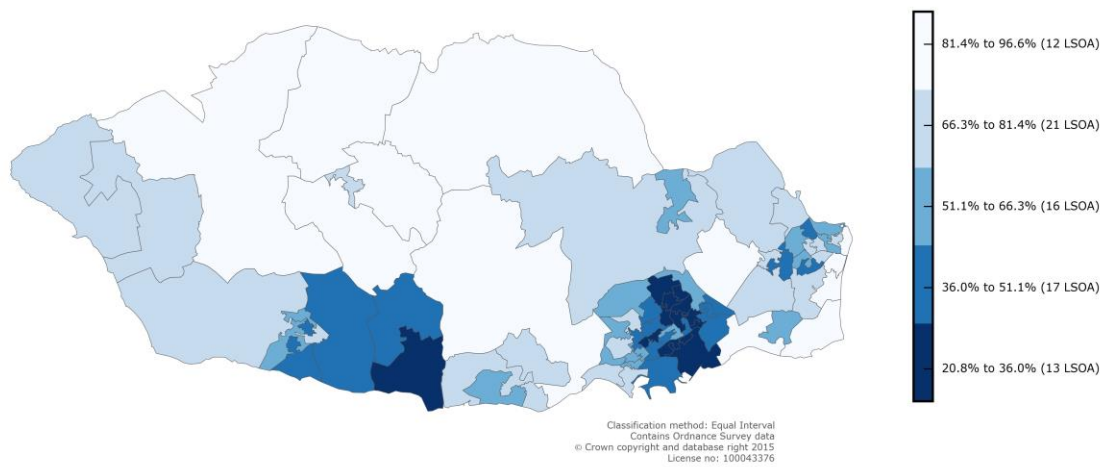 81.4% to 96.6% (12 LSOA)
66.3% to 81.4% (21 LSOA)
51.1% to 66.3% (16 LSOA)
36.0% to 51.1% (17 LSOA)
20.8% to 36.0% (13 LSOA)
Classification method: Equal Interval
Contains Ordnance Survey data
© Crown copyright and database right 2015
License no: 100043376